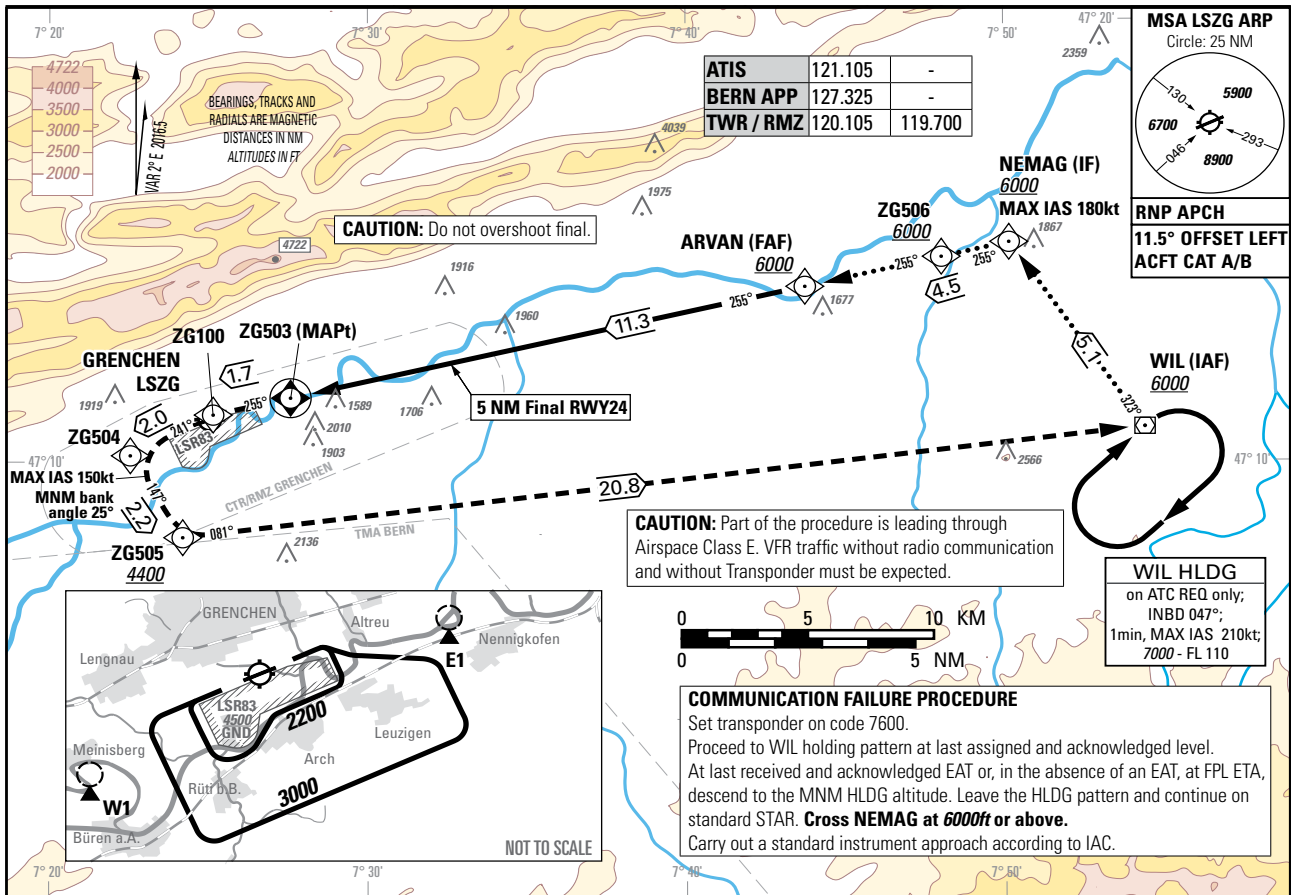 7° 20'
7° 30'
7° 40'
7° 50'
47° 20'
4722
4000
3500
3000
2500
2000
VAR 2° E 2016.5
BEARINGS, TRACKS AND
RADIALS ARE MAGNETIC
DISTANCES IN NM
ALTITUDES IN FT
ATIS 121.105 -
BERN APP 127.325 -
TWR / RMZ 120.105 119.700
MSA LSZG ARP
Circle: 25 NM
130
5900
6700
293
046
8900
RNP APCH
11.5° OFFSET LEFT
ACFT CAT A/B
2359
4039
1975
NEMAG (IF)
6000
MAX IAS 180kt
1867
ZG506
6000
CAUTION: Do not overshoot final.
4722
ARVAN (FAF)
6000
255°
255°
4.5
1916
1677
1960
255°
11.3
5.1
323°
WIL (IAF)
6000
ZG100
ZG503 (MAPt)
GRENCHEN
LSZG
1.7
255°
1919
1589
1706
5 NM Final RWY24
2.0
241°
LSR83
2010
1903
ZG504
47° 10'
MAX IAS 150kt
MNM bank
angle 25°
147°
2.2
CTR/RMZ GRENCHEN
2566
47° 10'
20.8
081°
TMA BERN
ZG505
4400
2136
CAUTION: Part of the procedure is leading through
Airspace Class E. VFR traffic without radio communication
and without Transponder must be expected.
WIL HLDG
on ATC REQ only;
INBD 047°;
1min, MAX IAS 210kt;
7000 - FL 110
0 5 10 KM
0 5 NM
GRENCHEN
Altreu
Lengnau
Nennigkofen
E1
LSR83
4500
GND
2200
Leuzigen
Meinisberg
Arch
Rüti b.B.
3000
W1
Büren a.A.
NOT TO SCALE
COMMUNICATION FAILURE PROCEDURE
Set transponder on code 7600.
Proceed to WIL holding pattern at last assigned and acknowledged level.
At last received and acknowledged EAT or, in the absence of an EAT, at FPL ETA,
descend to the MNM HLDG altitude. Leave the HLDG pattern and continue on
standard STAR. Cross NEMAG at 6000ft or above.
Carry out a standard instrument approach according to IAC.
7° 20'
7° 30'
7° 40'
7° 50'